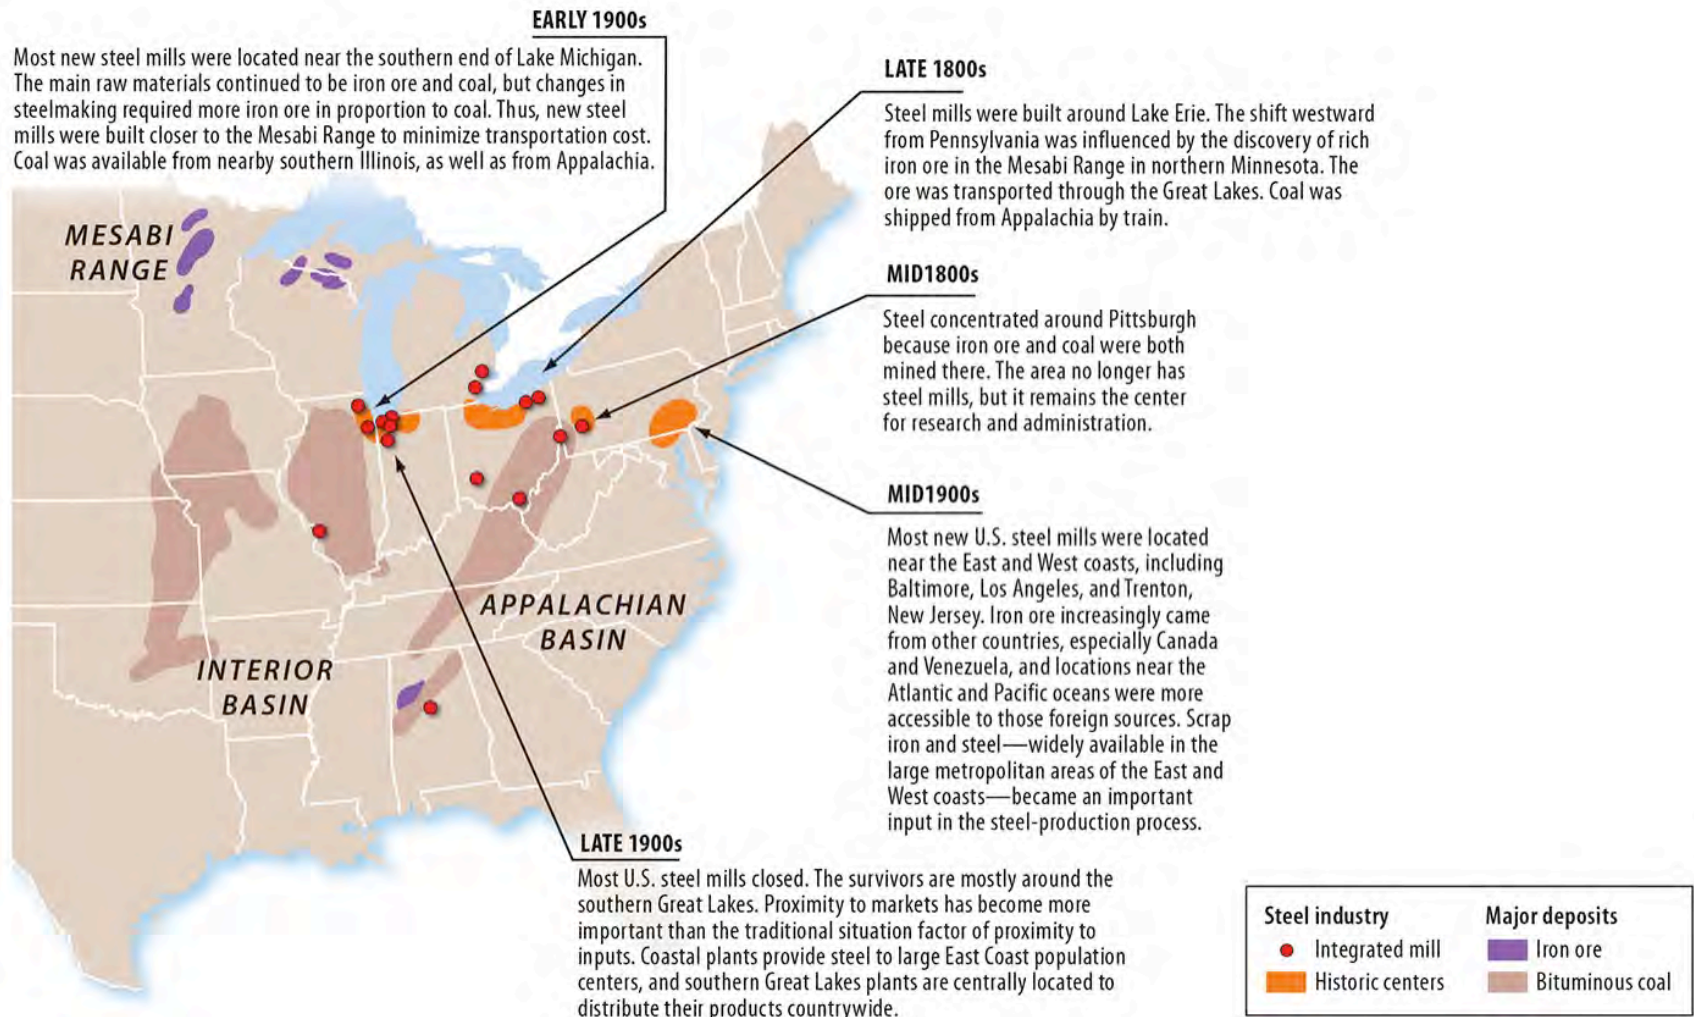 EARLY 1900s
Most new steel mills were located near the southern end of Lake Michigan.
The main raw materials continued to be iron ore and coal, but changes in
steelmaking required more iron ore in proportion to coal. Thus, new steel
mills were built closer to the Mesabi Range to minimize transportation cost.
Coal was available from nearby southern Illinois, as well as from Appalachia.
LATE 1800s
Steel mills were built around Lake Erie. The shift westward
from Pennsylvania was influenced by the discovery of rich
iron ore in the Mesabi Range in northern Minnesota. The
ore was transported through the Great Lakes. Coal was
shipped from Appalachia by train.
MESABI
RANGE
MID1800s
Steel concentrated around Pittsburgh
because iron ore and coal were both
mined there. The area no longer has
steel mills, but it remains the center
for research and administration.
MID1900s
Most new U.S. steel mills were located
near the East and West coasts, including
Baltimore, Los Angeles, and Trenton,
New Jersey. Iron ore increasingly came
from other countries, especially Canada
and Venezuela, and locations near the
Atlantic and Pacific oceans were more
accessible to those foreign sources. Scrap
iron and steel—widely available in the
large metropolitan areas of the East and
West coasts—became an important
input in the steel-production process.
APPALACHIAN
BASIN
INTERIOR
BASIN
LATE 1900s
Most U.S. steel mills closed. The survivors are mostly around the
southern Great Lakes. Proximity to markets has become more
important than the traditional situation factor of proximity to
inputs. Coastal plants provide steel to large East Coast population
centers, and southern Great Lakes plants are centrally located to
distribute their products countrywide.
Steel industry
Integrated mill
Historic centers
Major deposits
Iron ore
Bituminous coal